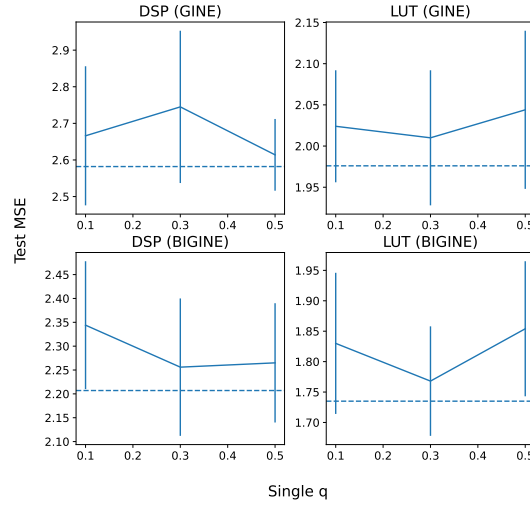 DSP (GINE)
LUT (GINE)
2.9
2.8
2.7
2.6
2.5
2.15
2.10
2.05
2.00
1.95
0.1 0.2 0.3 0.4 0.5
0.1 0.2 0.3 0.4 0.5
Test MSE
DSP (BIGINE)
LUT (BIGINE)
2.45
2.40
2.35
2.30
2.25
2.20
2.15
2.10
1.95
1.90
1.85
1.80
1.75
1.70
0.1 0.2 0.3 0.4 0.5
0.1 0.2 0.3 0.4 0.5
Single q